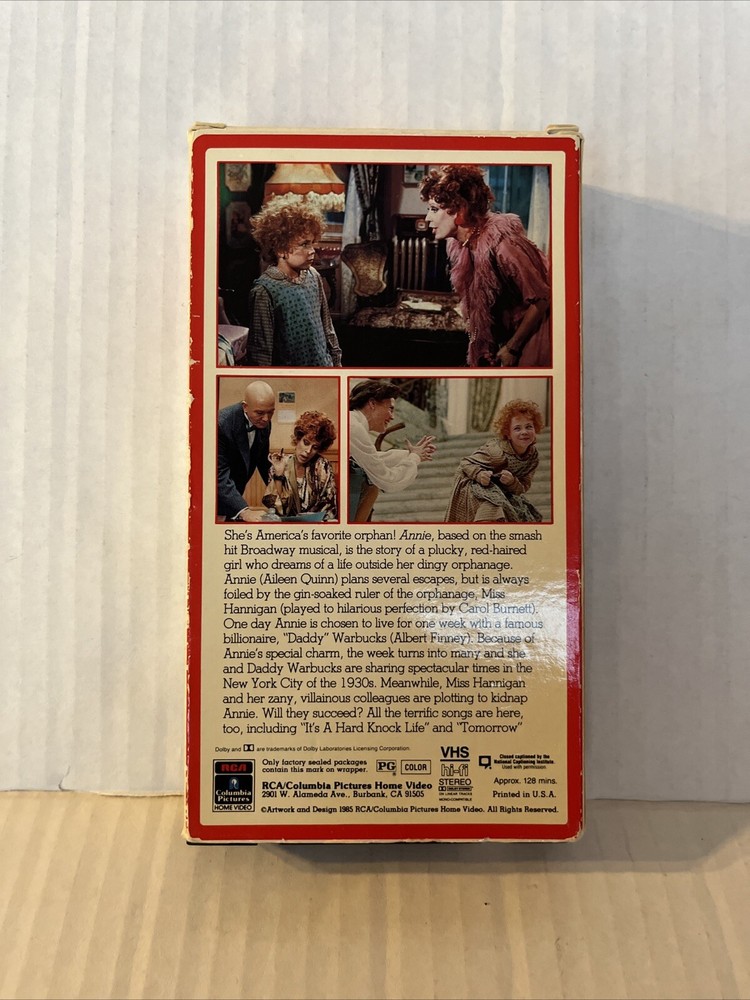 She's America's favorite orphan! Annie, based on the smash
hit Broadway musical, is the story of a plucky, red-haired
girl who dreams of a life outside her dingy orphanage.
Annie (Aileen Quinn) plans several escapes, but is always
foiled by the gin-soaked ruler of the orphanage, Miss
Hannigan (played to hilarious perfection by Carol Burnett).
One day Annie is chosen to live for one week with a famous
billionaire, "Daddy" Warbucks (Albert Finney). Because of
Annie's special charm, the week turns into many and she
and Daddy Warbucks are sharing spectacular times in the
New York City of the 1930s. Meanwhile, Miss Hannigan
and her zany, villainous colleagues are plotting to kidnap
Annie. Will they succeed? All the terrific songs are here,
too, including "It's A Hard Knock Life" and "Tomorrow"
Dolby and are trademarks of Dolby Laboratories Licensing Corporation.
RCA
Columbia
Pictures
HOME VIDEO
Only factory sealed packages
contain this mark on wrapper.
PG
COLOR
RCA/Columbia Pictures Home Video
2901 W. Alameda Ave., Burbank, CA 91505
©Artwork and Design 1985 RCA/Columbia Pictures Home Video. All Rights Reserved.
VHS
hi-fi
STEREO
DOLBY SYSTEM
ON LINEAR TRACKS
MONO-COMPATIBLE
Closed captioned by the
National Captioning Institute.
Used with permission.
Approx. 128 mins.
Printed in U.S.A.